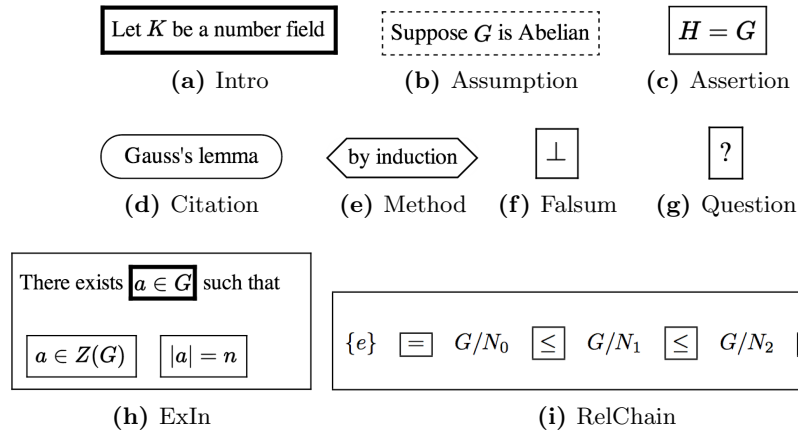 Let K be a number field
Suppose G is Abelian
H = G
(a) Intro
(b) Assumption
(c) Assertion
Gauss's lemma
by induction
⊥
?
(d) Citation
(e) Method
(f) Falsum
(g) Question
There exists a ∈ G such that
a ∈ Z(G)
|a| = n
{e} = G/N₀ ≤ G/N₁ ≤ G/N₂
(h) ExIn
(i) RelChain